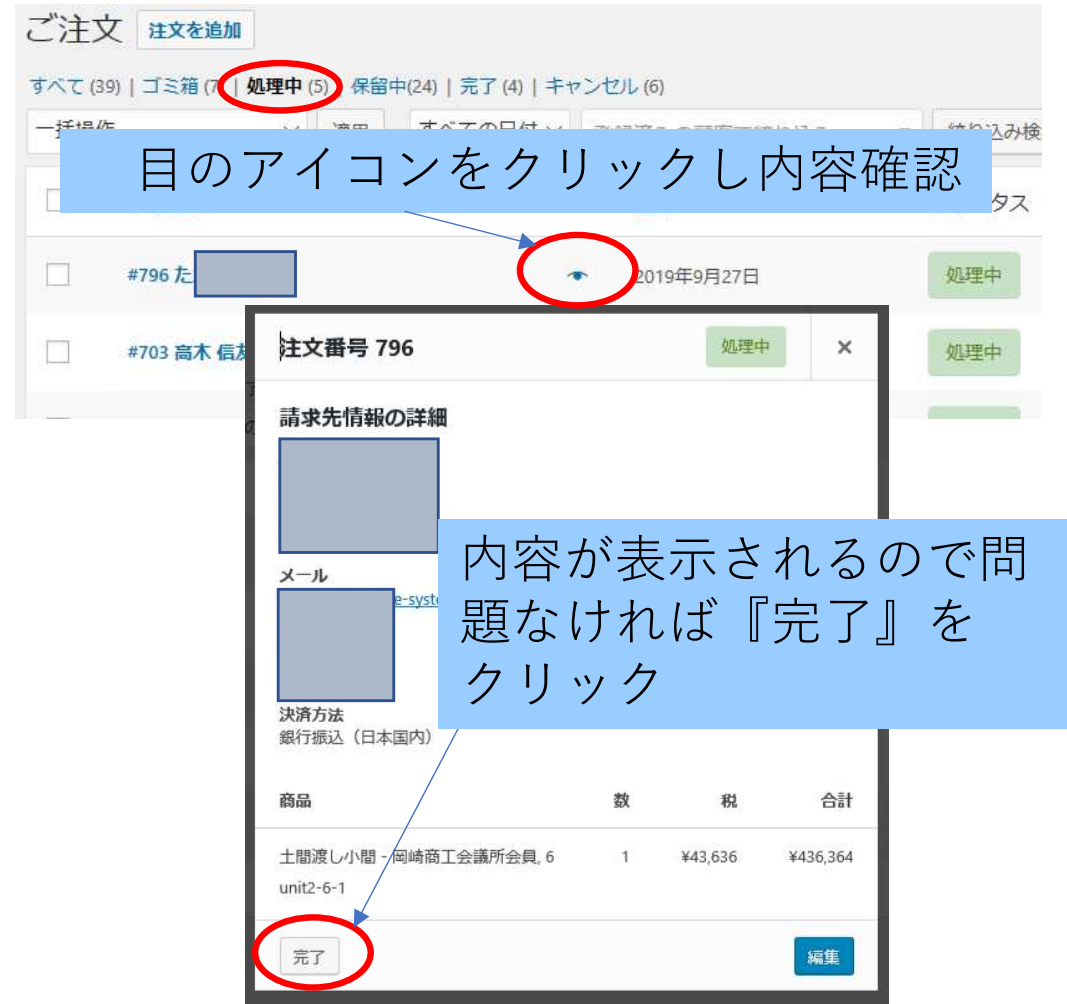 ご注文 注文を追加
すべて (39) | ゴミ箱 (7 | 処理中 (5) 保留中(24) | 完了 (4) | キャンセル (6)
一括操作 適用 すべての日付
目のアイコンをクリックし内容確認
タス
#796 た 2019年9月27日 処理中
#703 高木 信友 処理中
注文番号 796 処理中 ×
請求先情報の詳細
内容が表示されるので問
題なければ『完了』を
クリック
メール
e-syste
決済方法
銀行振込（日本国内）
商品 数 税 合計
土間渡し小間 - 岡崎商工会議所会員, 6 1 ¥43,636 ¥436,364
unit2-6-1
完了 編集